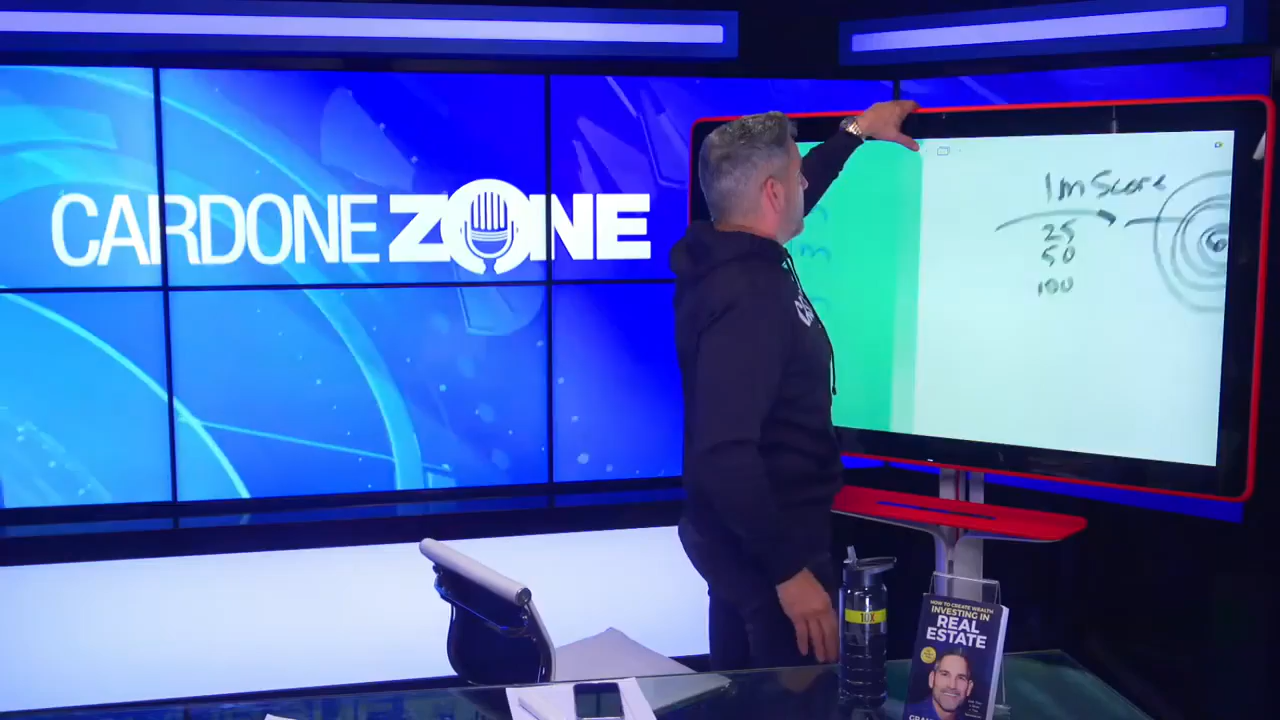 CARDONE ZONE
1m Score
25
50
100
m
10X
HOW TO CREATE WEALTH
INVESTING IN
REAL
ESTATE